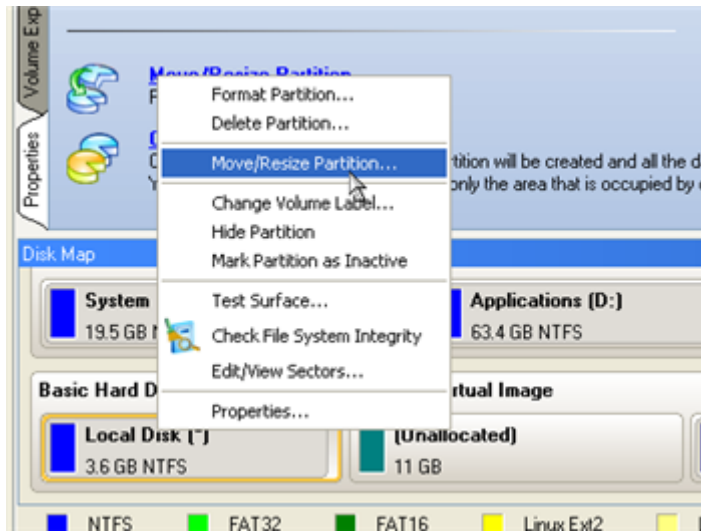 Volume Exp
Properties
Move/Resize Partition
Format Partition...
Delete Partition...
Move/Resize Partition...
rtition will be created and all the d
only the area that is occupied by
Change Volume Label...
Hide Partition
Mark Partition as Inactive
Test Surface...
Check File System Integrity
Edit/View Sectors...
Properties...
Disk Map
System
19.5 GB
Applications (D:)
63.4 GB NTFS
Basic Hard D
rtual Image
Local Disk (*)
3.6 GB NTFS
(Unallocated)
11 GB
NTFS FAT32 FAT16 Linux Ext2